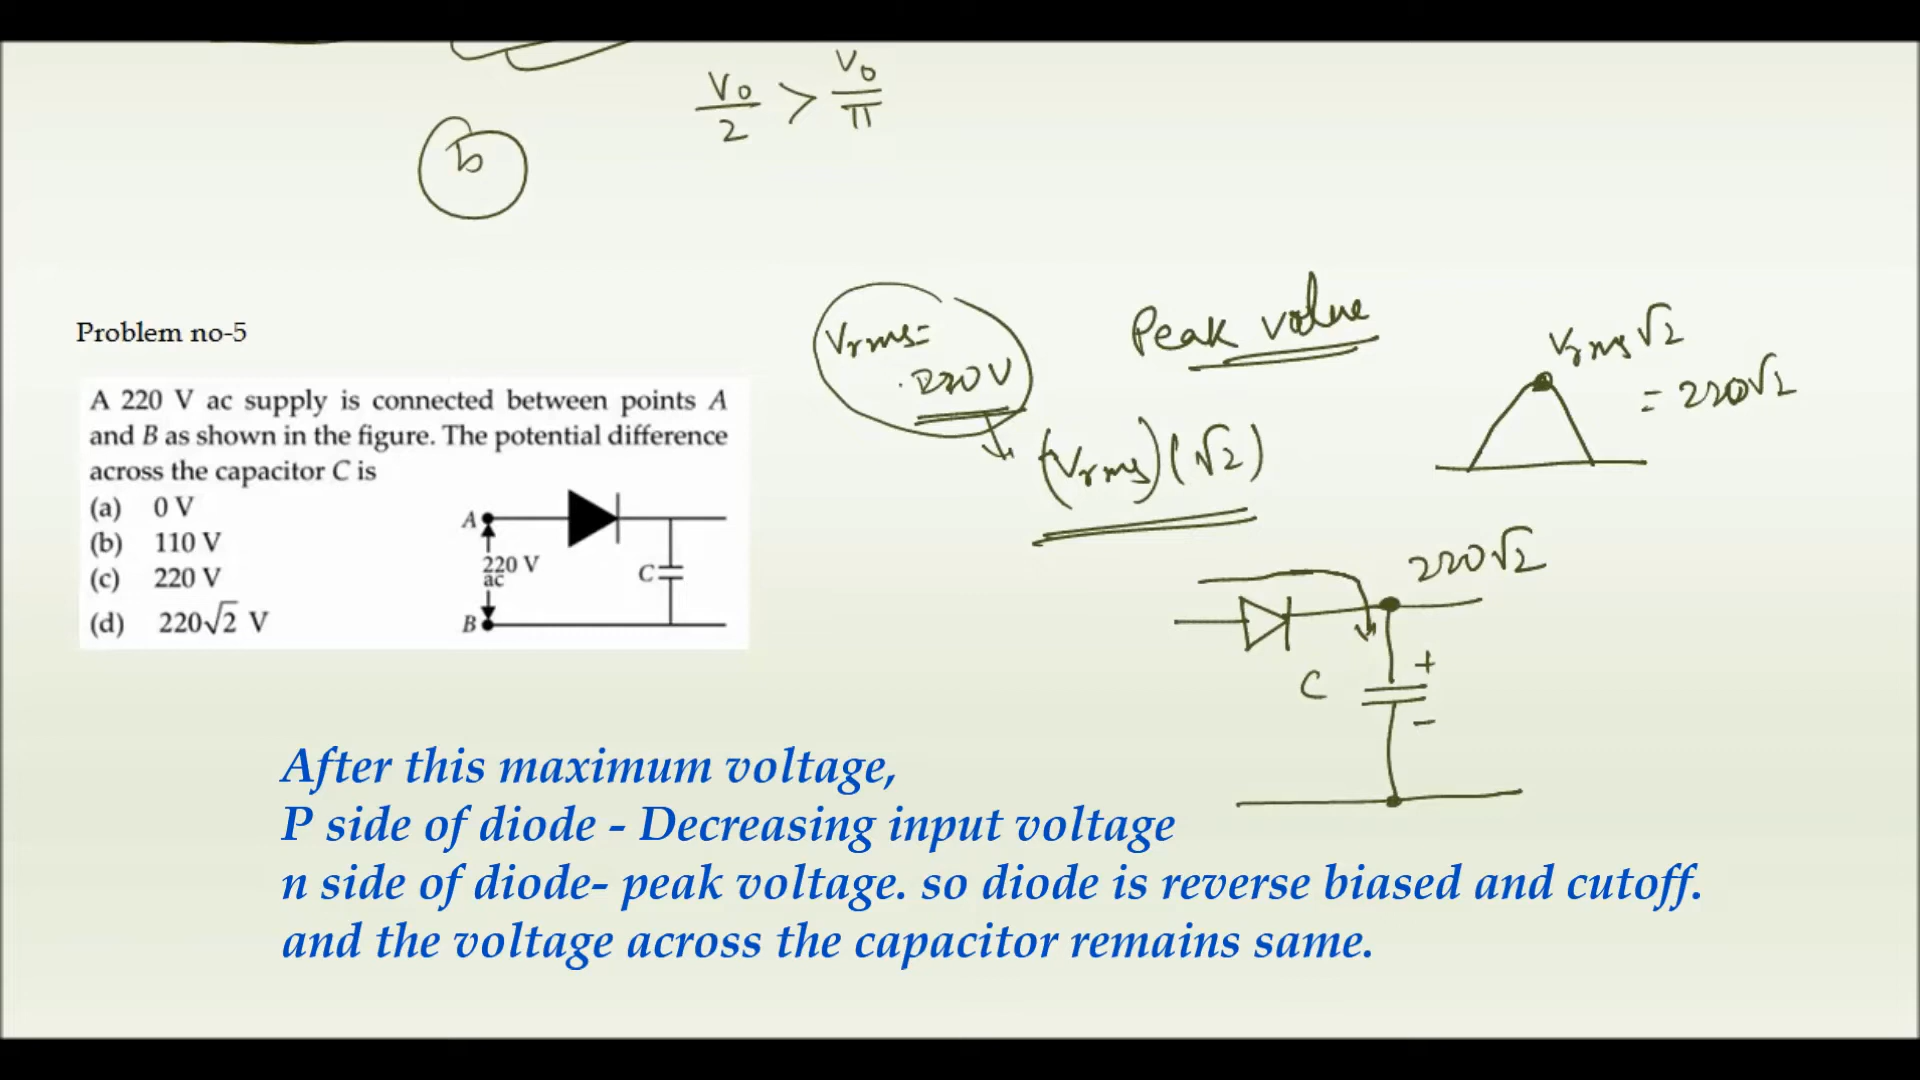 V₀/2 > V₀/π
b
Problem no-5
A 220 V ac supply is connected between points A
and B as shown in the figure. The potential difference
across the capacitor C is
(a) 0 V
(b) 110 V
(c) 220 V
(d) 220√2 V
A
220 V
ac
C
B
Vrms=
220V
Peak value
(Vrms)(√2)
Vrms√2
= 220√2
220√2
C
+
-
After this maximum voltage,
P side of diode - Decreasing input voltage
n side of diode- peak voltage. so diode is reverse biased and cutoff.
and the voltage across the capacitor remains same.